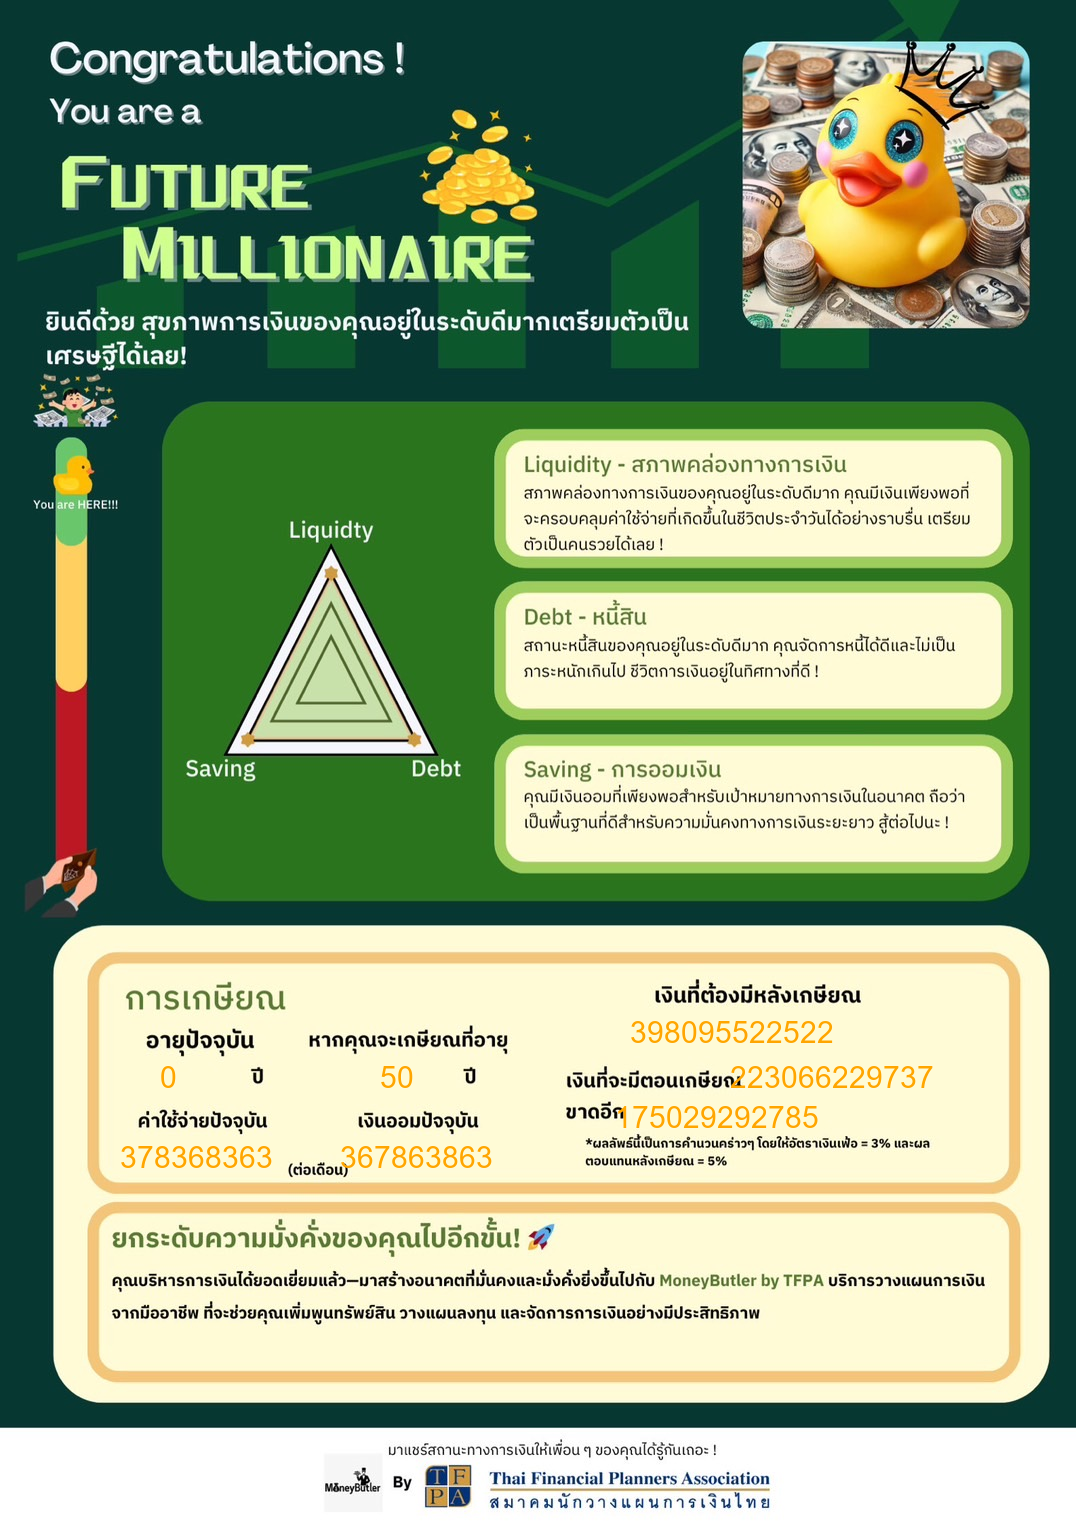 Congratulations !
You are a
FUTURE
MILLIONAIRE
ยินดีด้วย สุขภาพการเงินของคุณอยู่ในระดับดีมากเตรียมตัวเป็น
เศรษฐีได้เลย!
You are HERE!!!
Liquidty
Saving
Debt
Liquidity - สภาพคล่องทางการเงิน
สภาพคล่องทางการเงินของคุณอยู่ในระดับดีมาก คุณมีเงินเพียงพอที่
จะครอบคลุมค่าใช้จ่ายที่เกิดขึ้นในชีวิตประจำวันได้อย่างราบรื่น เตรียม
ตัวเป็นคนรวยได้เลย !
Debt - หนี้สิน
สถานะหนี้สินของคุณอยู่ในระดับดีมาก คุณจัดการหนี้ได้ดีและไม่เป็น
ภาระหนักเกินไป ชีวิตการเงินอยู่ในทิศทางที่ดี !
Saving - การออมเงิน
คุณมีเงินออมที่เพียงพอสำหรับเป้าหมายทางการเงินในอนาคต ถือว่า
เป็นพื้นฐานที่ดีสำหรับความมั่นคงทางการเงินระยะยาว สู้ต่อไปนะ !
การเกษียณ
อายุปัจจุบัน
0 ปี
หากคุณจะเกษียณที่อายุ
50 ปี
ค่าใช้จ่ายปัจจุบัน
378368363
(ต่อเดือน)
เงินออมปัจจุบัน
367863863
เงินที่ต้องมีหลังเกษียณ
398095522522
เงินที่จะมีตอนเกษียณ 223066229737
ขาดอีก 175029292785
*ผลลัพธ์นี้เป็นการคำนวนคร่าวๆ โดยให้อัตราเงินเฟ้อ = 3% และผล
ตอบแทนหลังเกษียณ = 5%
ยกระดับความมั่งคั่งของคุณไปอีกขั้น! 🚀
คุณบริหารการเงินได้ยอดเยี่ยมแล้ว—มาสร้างอนาคตที่มั่นคงและมั่งคั่งยิ่งขึ้นไปกับ MoneyButler by TFPA บริการวางแผนการเงิน
จากมืออาชีพ ที่จะช่วยคุณเพิ่มพูนทรัพย์สิน วางแผนลงทุน และจัดการการเงินอย่างมีประสิทธิภาพ
มาแชร์สถานะทางการเงินให้เพื่อน ๆ ของคุณได้รู้กันเถอะ !
MoneyButler
By
TFPA
Thai Financial Planners Association
สมาคมนักวางแผนการเงินไทย